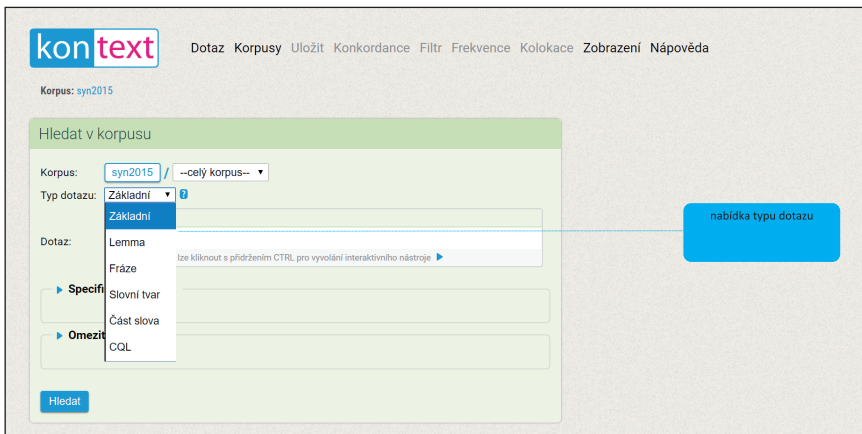 kontext
Dotaz Korpusy Uložit Konkordance Filtr Frekvence Kolokace Zobrazení Nápověda
Korpus: syn2015
Hledat v korpusu
Korpus: syn2015 / --celý korpus--
Typ dotazu: Základní ?
Základní
nabídka typu dotazu
Dotaz:
Lemma
lze kliknout s přidržením CTRL pro vyvolání interaktivního nástroje
Fráze
Specifi
Slovní tvar
Část slova
Omezit
CQL
Hledat